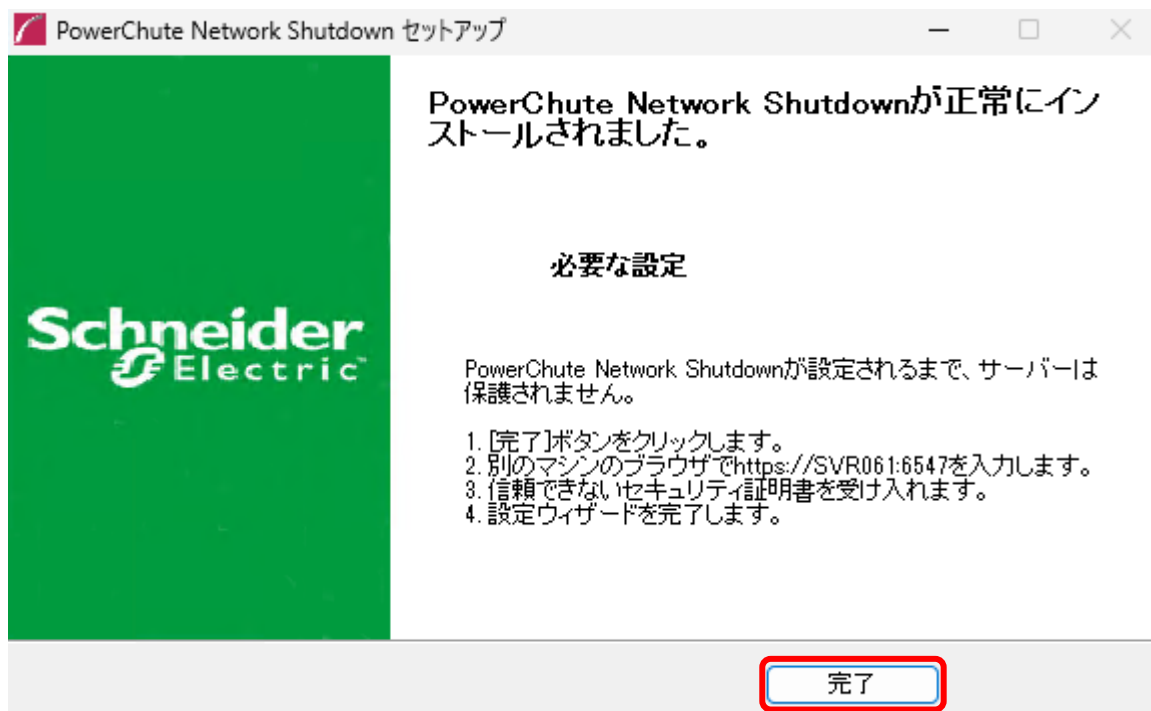 PowerChute Network Shutdown セットアップ
PowerChute Network Shutdownが正常にイン
ストールされました。
必要な設定
Schneider
Electric
PowerChute Network Shutdownが設定されるまで、サーバーは
保護されません。
1. [完了]ボタンをクリックします。
2. 別のマシンのブラウザでhttps://SVR061:6547を入力します。
3. 信頼できないセキュリティ証明書を受け入れます。
4. 設定ウィザードを完了します。
完了